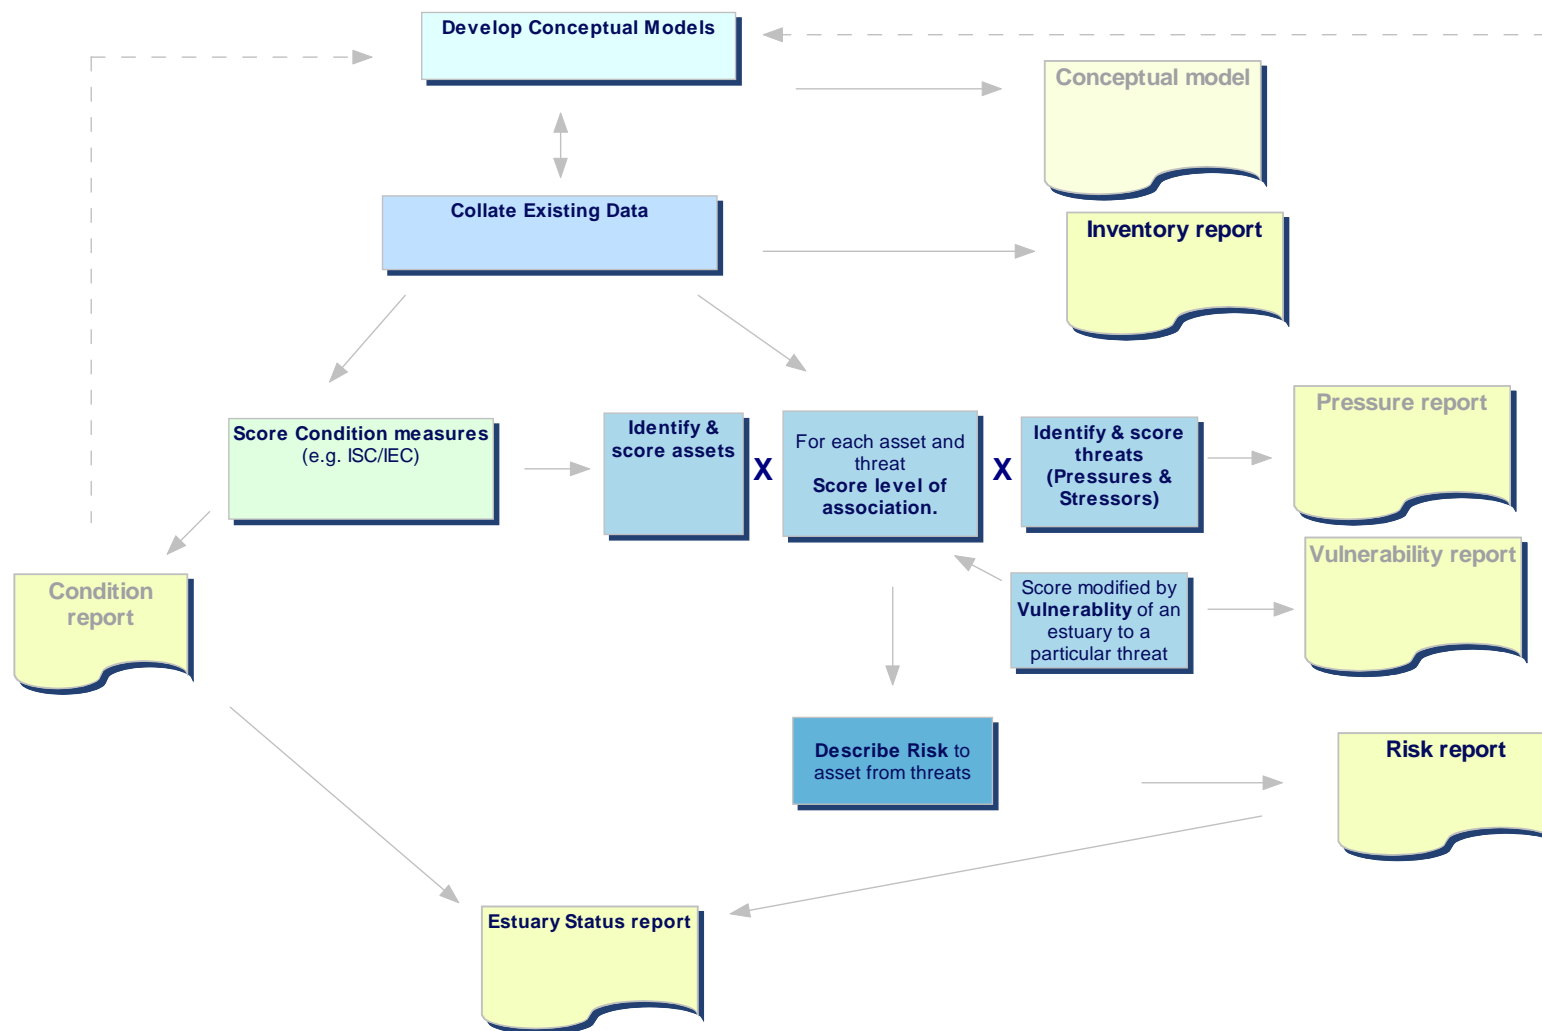 Develop Conceptual Models
Conceptual model
Collate Existing Data
Inventory report
Score Condition measures
(e.g. ISC/IEC)
Identify &
score assets
X
For each asset and
threat
Score level of
association.
X
Identify & score
threats
(Pressures &
Stressors)
Pressure report
Vulnerability report
Condition
report
Score modified by
Vulnerablity of an
estuary to a
particular threat
Describe Risk to
asset from threats
Risk report
Estuary Status report